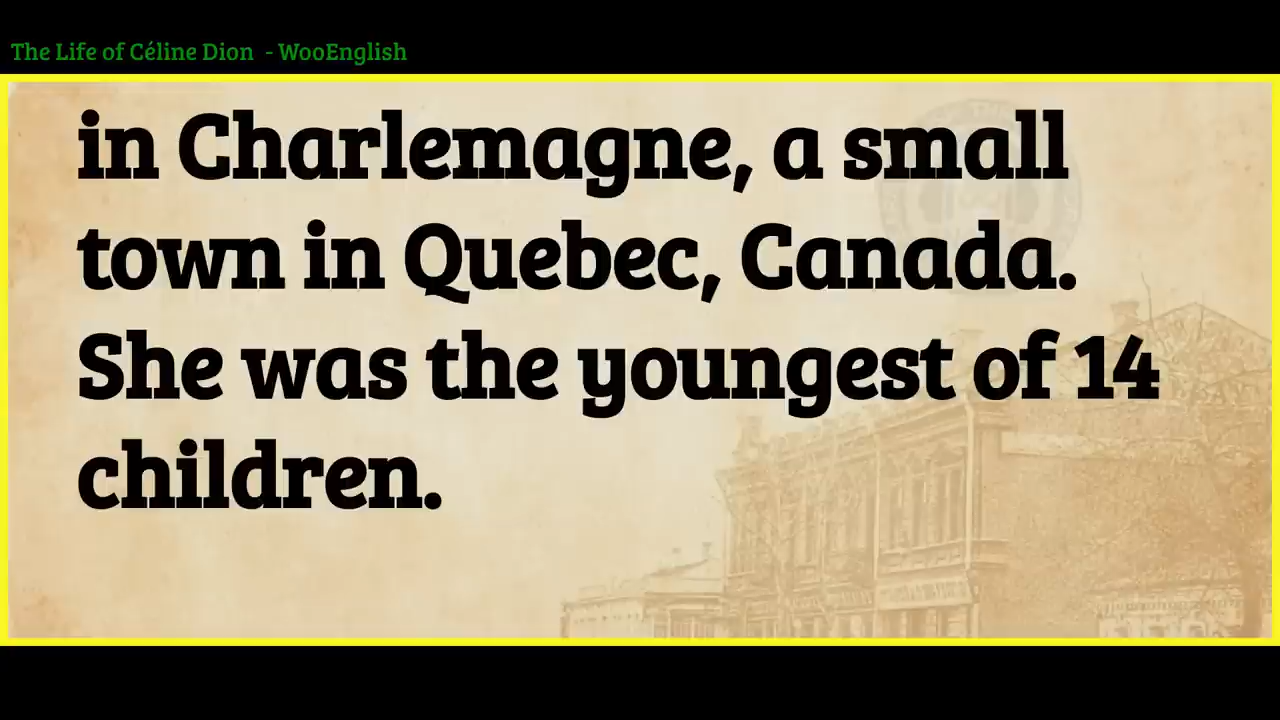 The Life of Céline Dion - WooEnglish
in Charlemagne, a small
town in Quebec, Canada.
She was the youngest of 14
children.